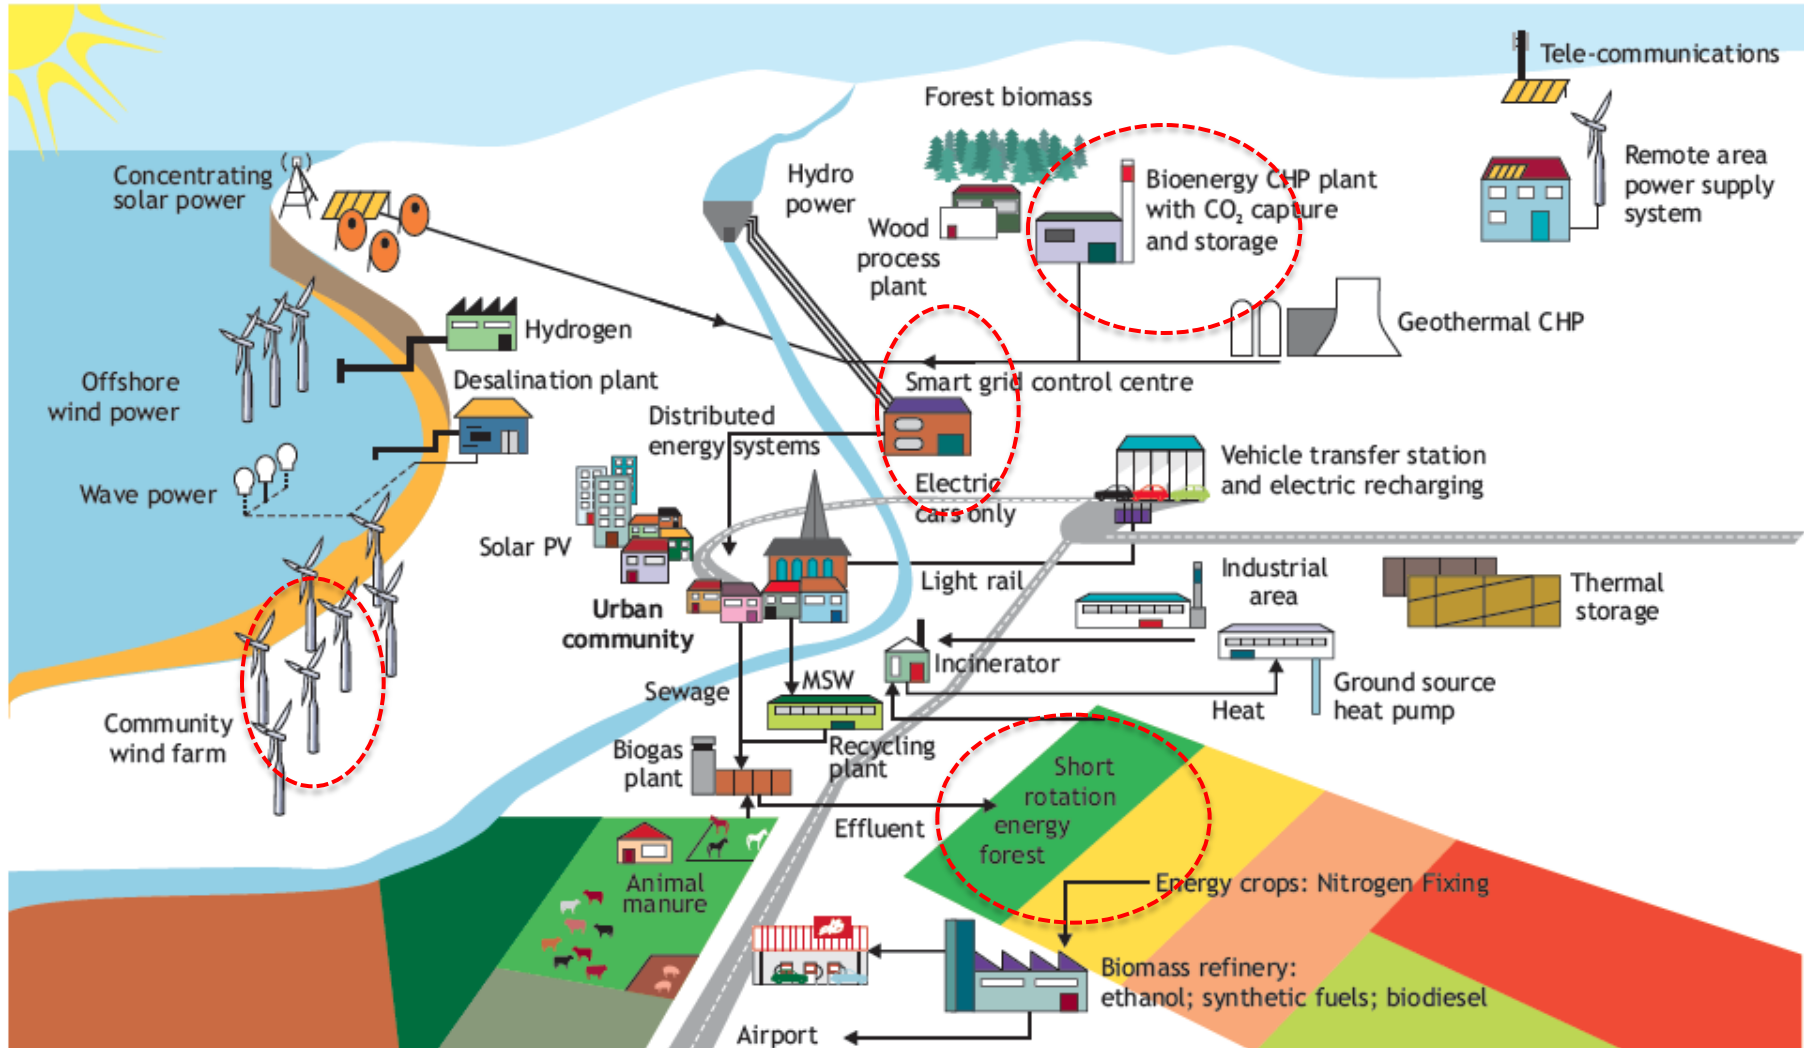 Tele-communications
Forest biomass
Concentrating
solar power
Hydro
power
Bioenergy CHP plant
with CO₂ capture
and storage
Remote area
power supply
system
Wood
process
plant
Hydrogen
Geothermal CHP
Offshore
wind power
Desalination plant
Smart grid control centre
Distributed
energy systems
Vehicle transfer station
and electric recharging
Wave power
Electric
cars only
Solar PV
Light rail
Industrial
area
Thermal
storage
Urban
community
Incinerator
MSW
Sewage
Ground source
heat pump
Heat
Community
wind farm
Biogas
plant
Recycling
plant
Short
rotation
energy
forest
Effluent
Animal
manure
Energy crops: Nitrogen Fixing
Biomass refinery:
ethanol; synthetic fuels; biodiesel
Airport